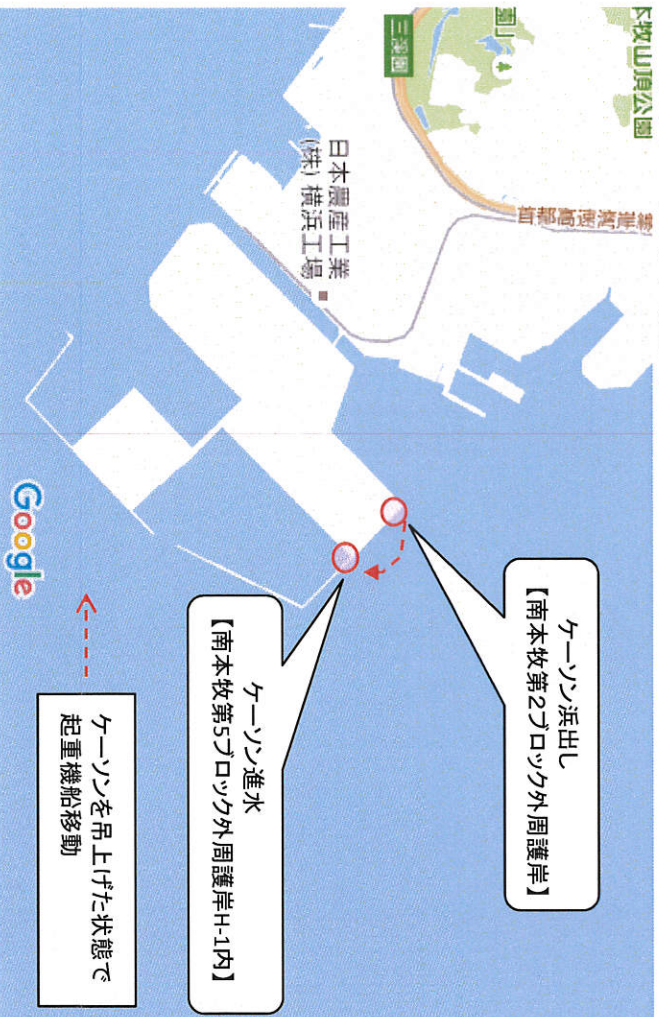 本牧山頂公園
園
三溪園
首都高速湾岸線
日本農産工業
(株) 横浜工場
ケーソン浜出し
【南本牧第2ブロック外周護岸】
ケーソン進水
【南本牧第5ブロック外周護岸H-1内】
ケーソンを吊上げた状態で
起重機船移動
Google